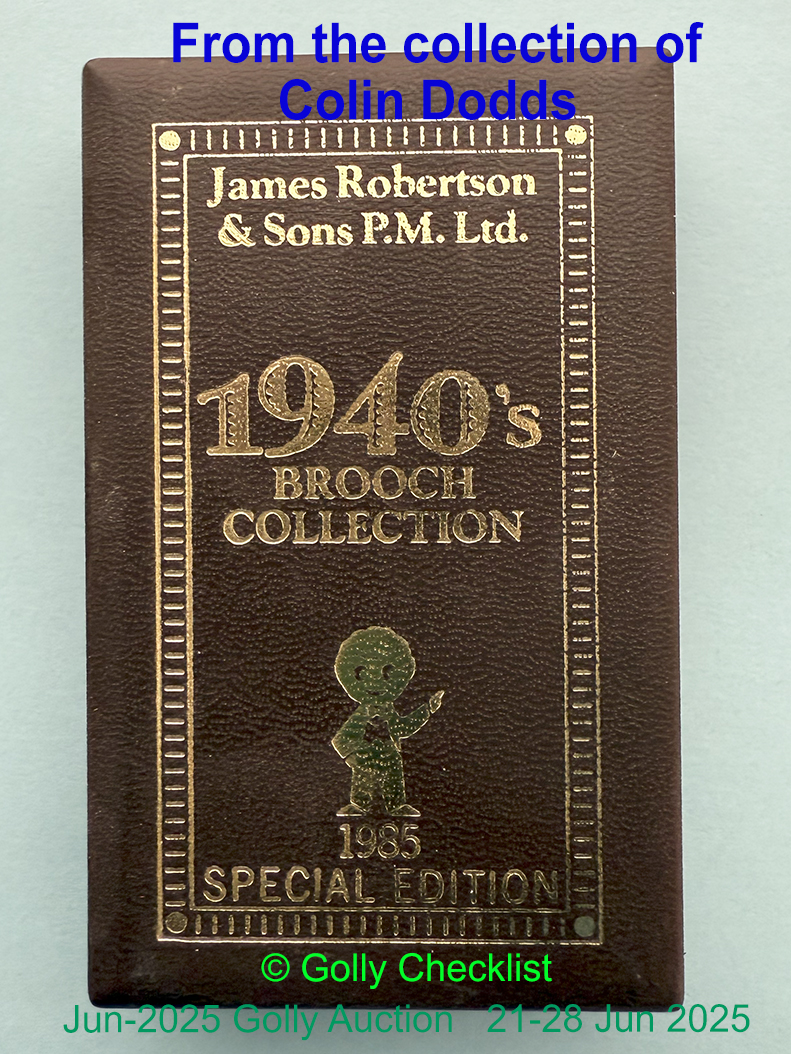 From the collection of
Colin Dodds
James Robertson
& Sons P.M. Ltd.
1940's
BROOCH
COLLECTION
1985
SPECIAL EDITION
© Golly Checklist
Jun-2025 Golly Auction 21-28 Jun 2025